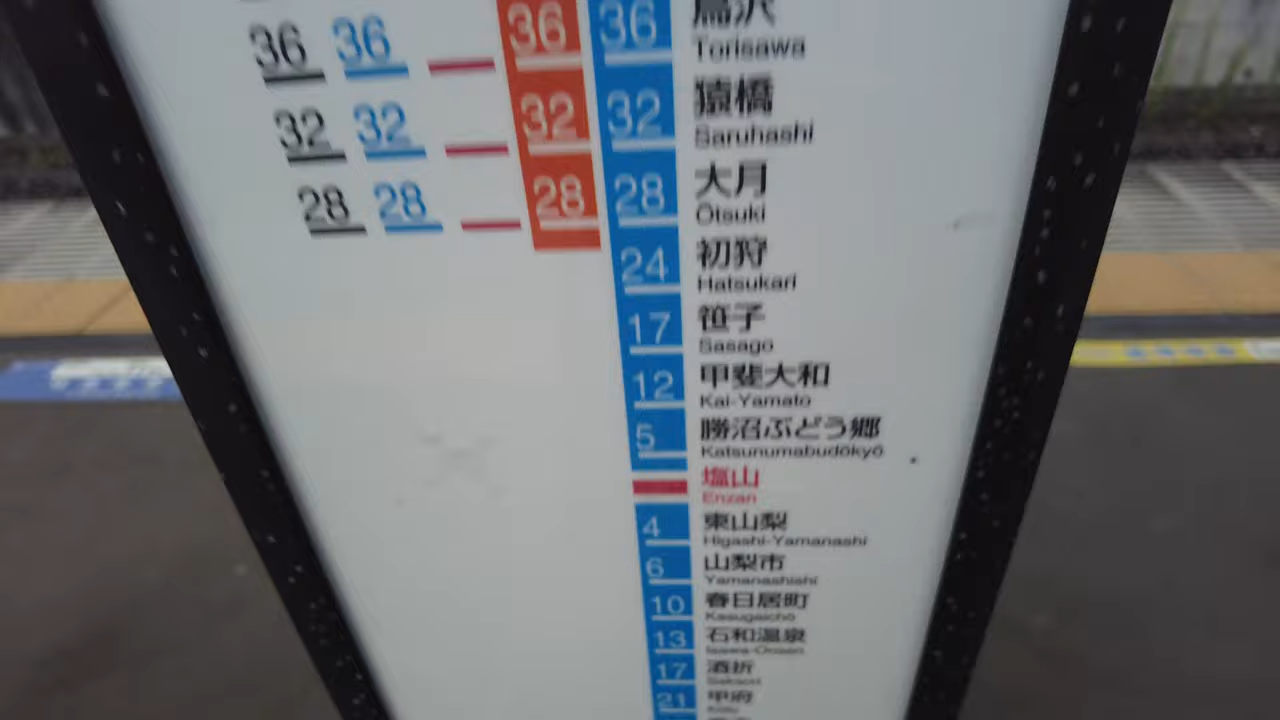 36 36 36 36 鳥沢
Torisawa
32 32 32 32 猿橋
Saruhashi
28 28 28 28 大月
Ōtsuki
24 初狩
Hatsukari
17 笹子
Sasago
12 甲斐大和
Kai-Yamato
5 勝沼ぶどう郷
Katsunumabudōkyō
塩山
Enzan
4 東山梨
Higashi-Yamanashi
6 山梨市
Yamanashishi
10 春日居町
Kasugaichō
13 石和温泉
Isawa-Onsen
17 酒折
Sakaori
21 甲府
Kōfu